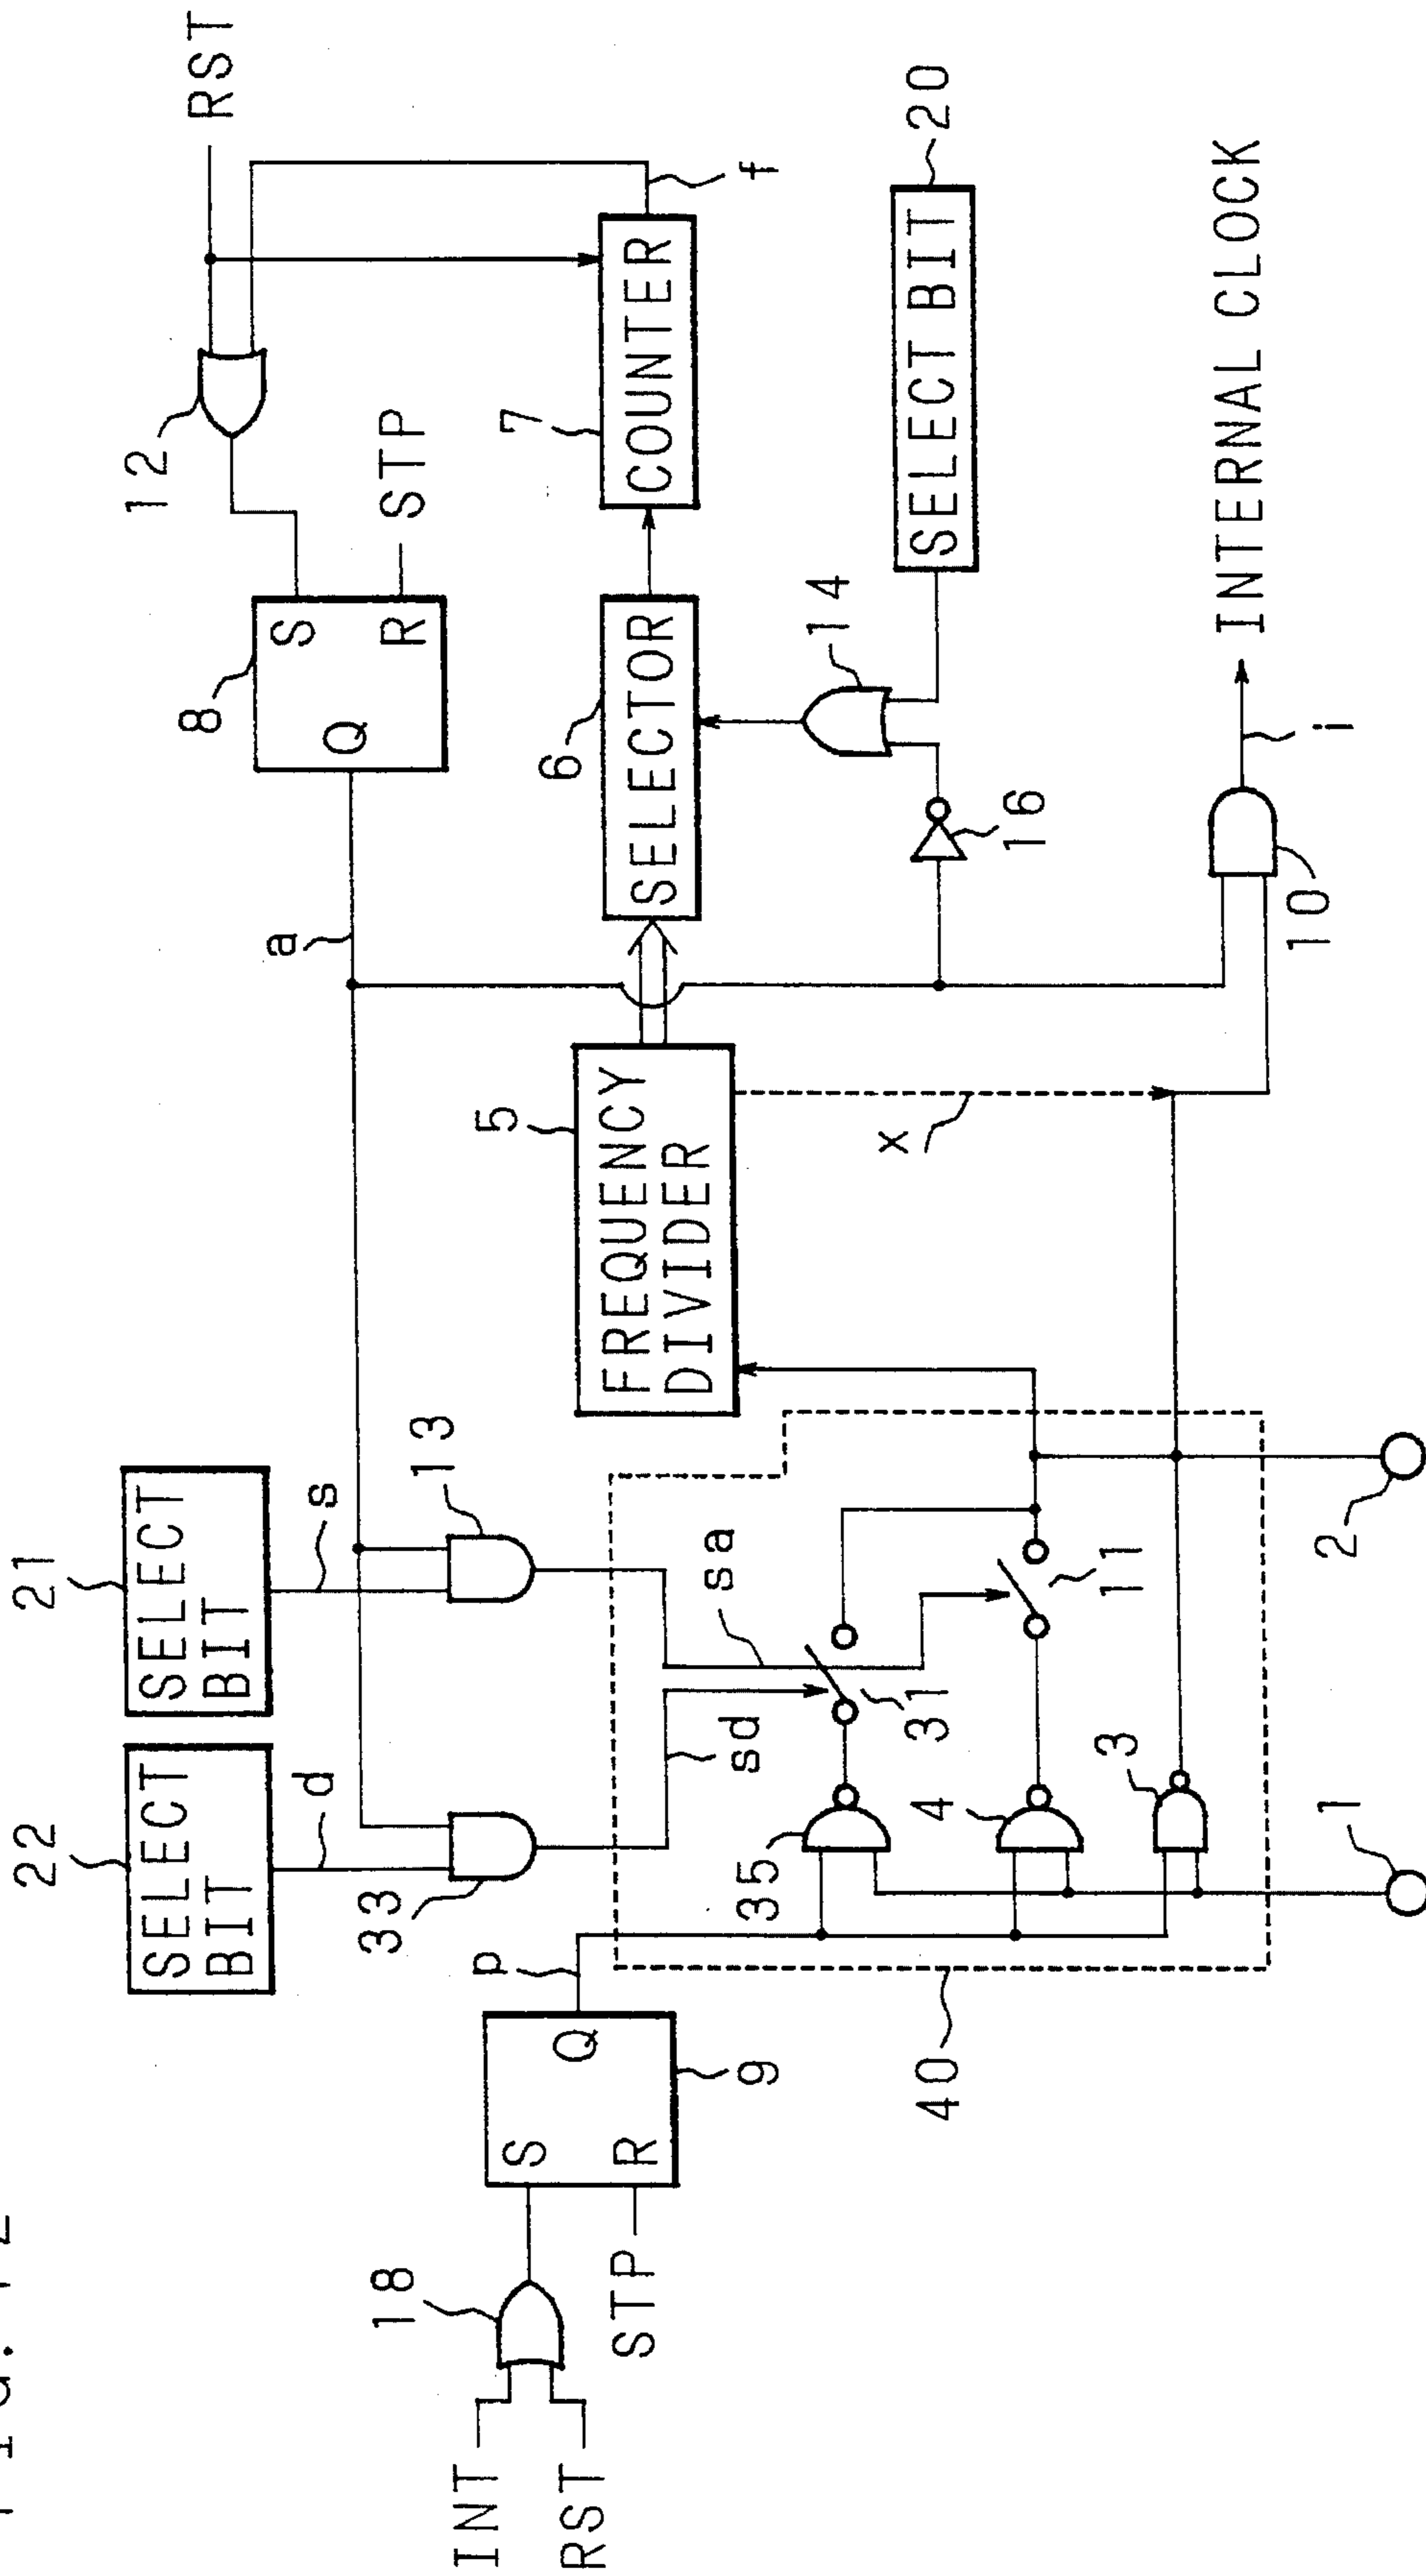 21
SELECT
BIT
s
22
SELECT
BIT
d
13
33
a
8
Q
S
R
STP
12
RST
INT
RST
18
STP
S
R
Q
9
p
sd
sa
5
FREQUENCY
DIVIDER
6
SELECTOR
7
COUNTER
f
35
31
4
11
3
40
x
16
14
SELECT BIT
20
10
i
INTERNAL CLOCK
1
2